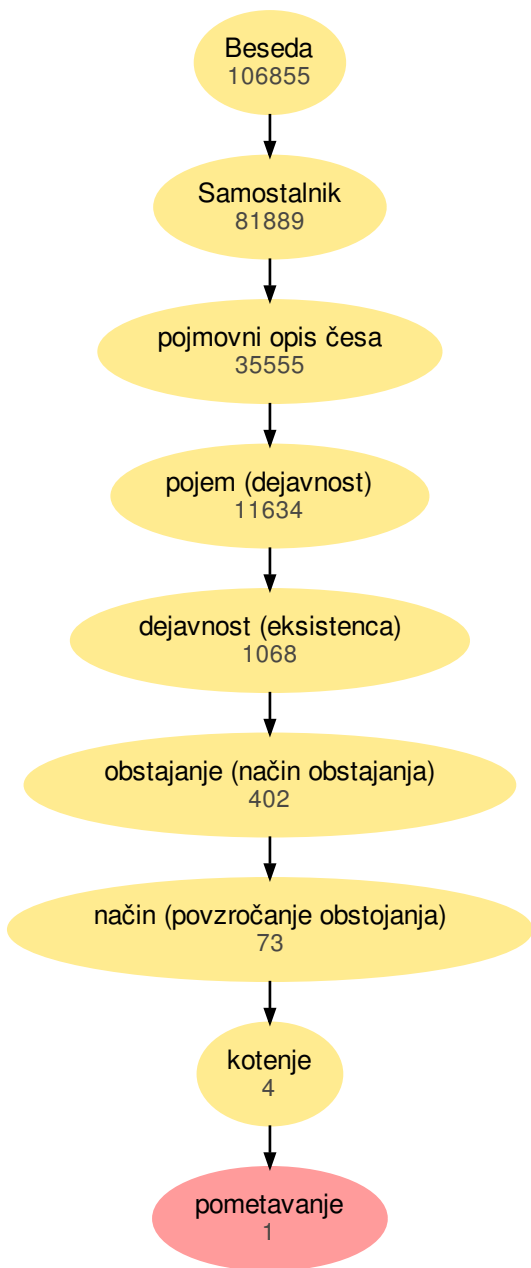 Beseda
106855
Samostalnik
81889
pojmovni opis česa
35555
pojem (dejavnost)
11634
dejavnost (eksistenca)
1068
obstajanje (način obstajanja)
402
način (povzročanje obstojanja)
73
kotenje
4
pometavanje
1